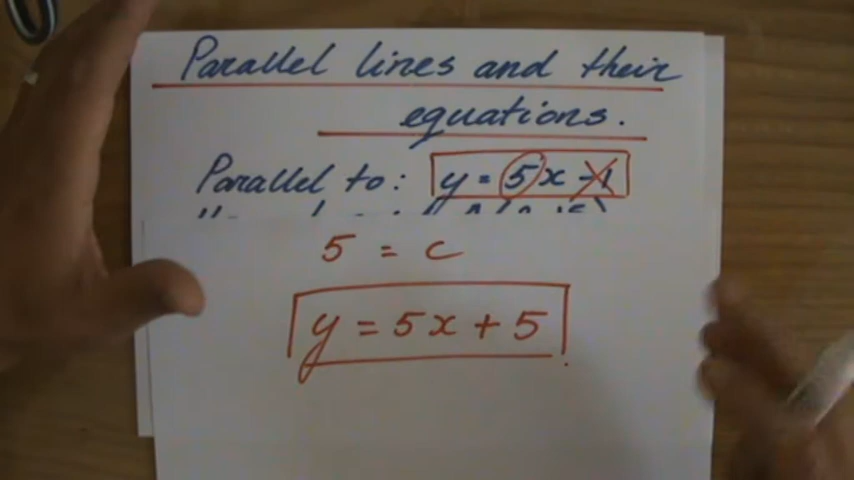 Parallel lines and their
equations.
Parallel to: y = 5x - 1
5 = c
y = 5x + 5